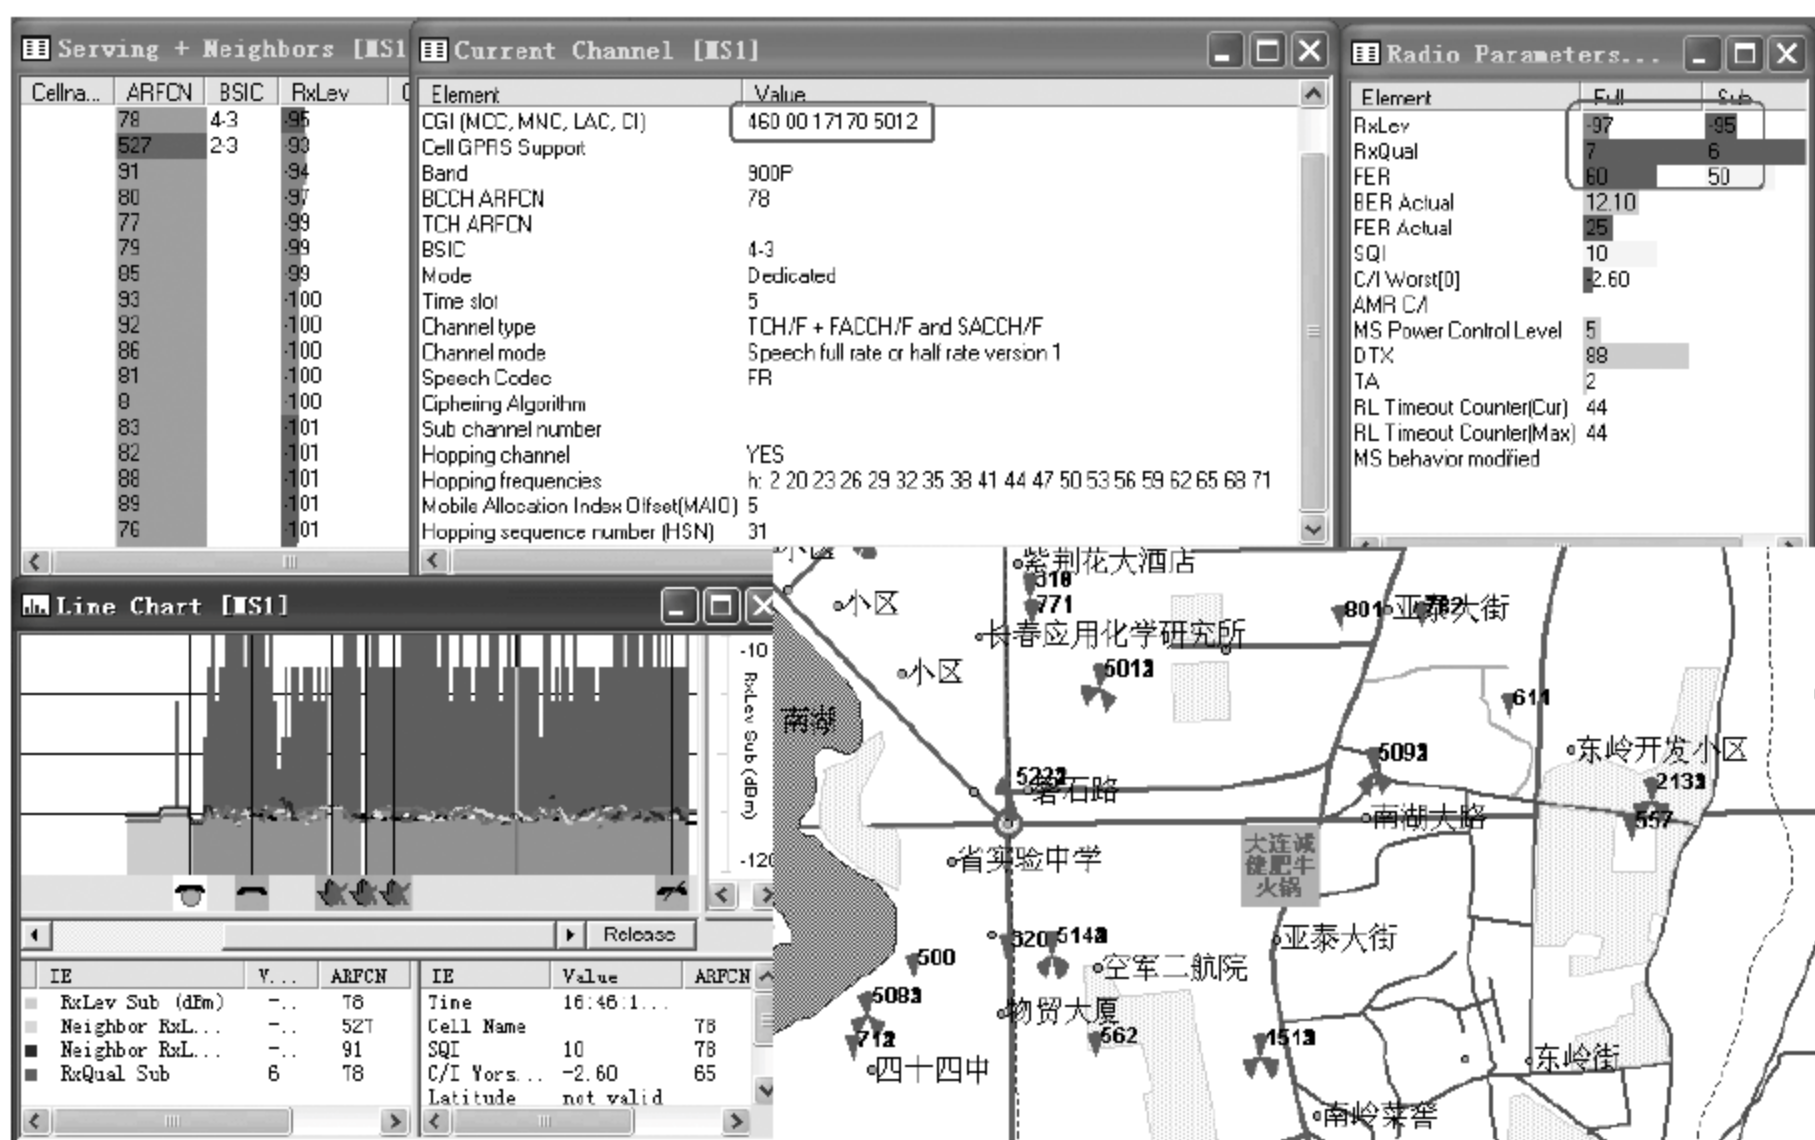 Serving + Neighbors [MS1
Cellna... ARFCN BSIC RxLev C
78 4-3 -95
527 2-3 -93
91 -94
80 -97
77 -99
79 -99
85 -99
93 -100
92 -100
86 -100
81 -100
8 -100
83 -101
82 -101
88 -101
89 -101
76 -101
Current Channel [MS1]
Element Value
CGI (MCC, MNC, LAC, CI) 460 00 17170 5012
Cell GPRS Support
Band 900P
BCCH ARFCN 78
TCH ARFCN
BSIC 4-3
Mode Dedicated
Time slot 5
Channel type TCH/F + FACCH/F and SACCH/F
Channel mode Speech full rate or half rate version 1
Speech Codec FR
Ciphering Algorithm
Sub channel number
Hopping channel YES
Hopping frequencies h: 2 20 23 26 29 32 35 38 41 44 47 50 53 56 59 62 65 68 71
Mobile Allocation Index Offset(MAIO) 5
Hopping sequence number (HSN) 31
Radio Parameters...
Element Full Sub
RxLev -97 -95
RxQual 7 6
FER 60 50
BER Actual 12.10
FER Actual 25
SQI 10
C/I Worst[0] -2.60
AMR C/I
MS Power Control Level 5
DTX 88
TA 2
RL Timeout Counter(Cur) 44
RL Timeout Counter(Max) 44
MS behavior modified
Line Chart [MS1]
-10
RxLev Sub (dBm)
-120
Release
IE V... ARFCN
RxLev Sub (dBm) -.. 78
Neighbor RxL... -.. 527
Neighbor RxL... -.. 91
RxQual Sub 6 78
IE Value ARFCN
Time 16:46:1...
Cell Name 78
SQI 10 78
C/I Wors... -2.60 65
Latitude not valid
小区
紫荆花大酒店
小区
771
801
亚泰大街
长春应用化学研究所
小区
501
611
南湖
509
东岭开发小区
213
522
磐石路
南湖大路
557
省实验中学
大连诚
健肥牛
火锅
亚泰大街
320
514
500
空军二航院
508
物贸大厦
562
151
71
四十四中
东岭街
南岭菜舍